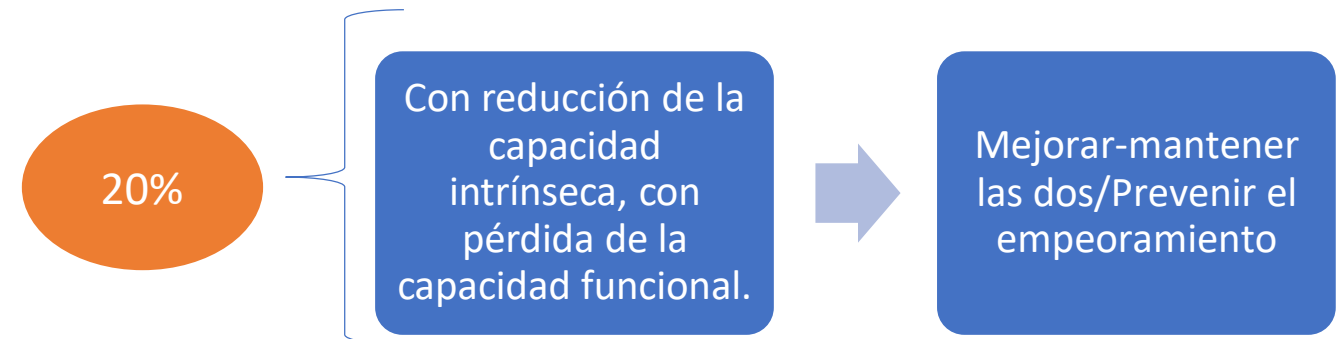 20%
Con reducción de la
capacidad
intrínseca, con
pérdida de la
capacidad funcional.
Mejorar-mantener
las dos/Prevenir el
empeoramiento